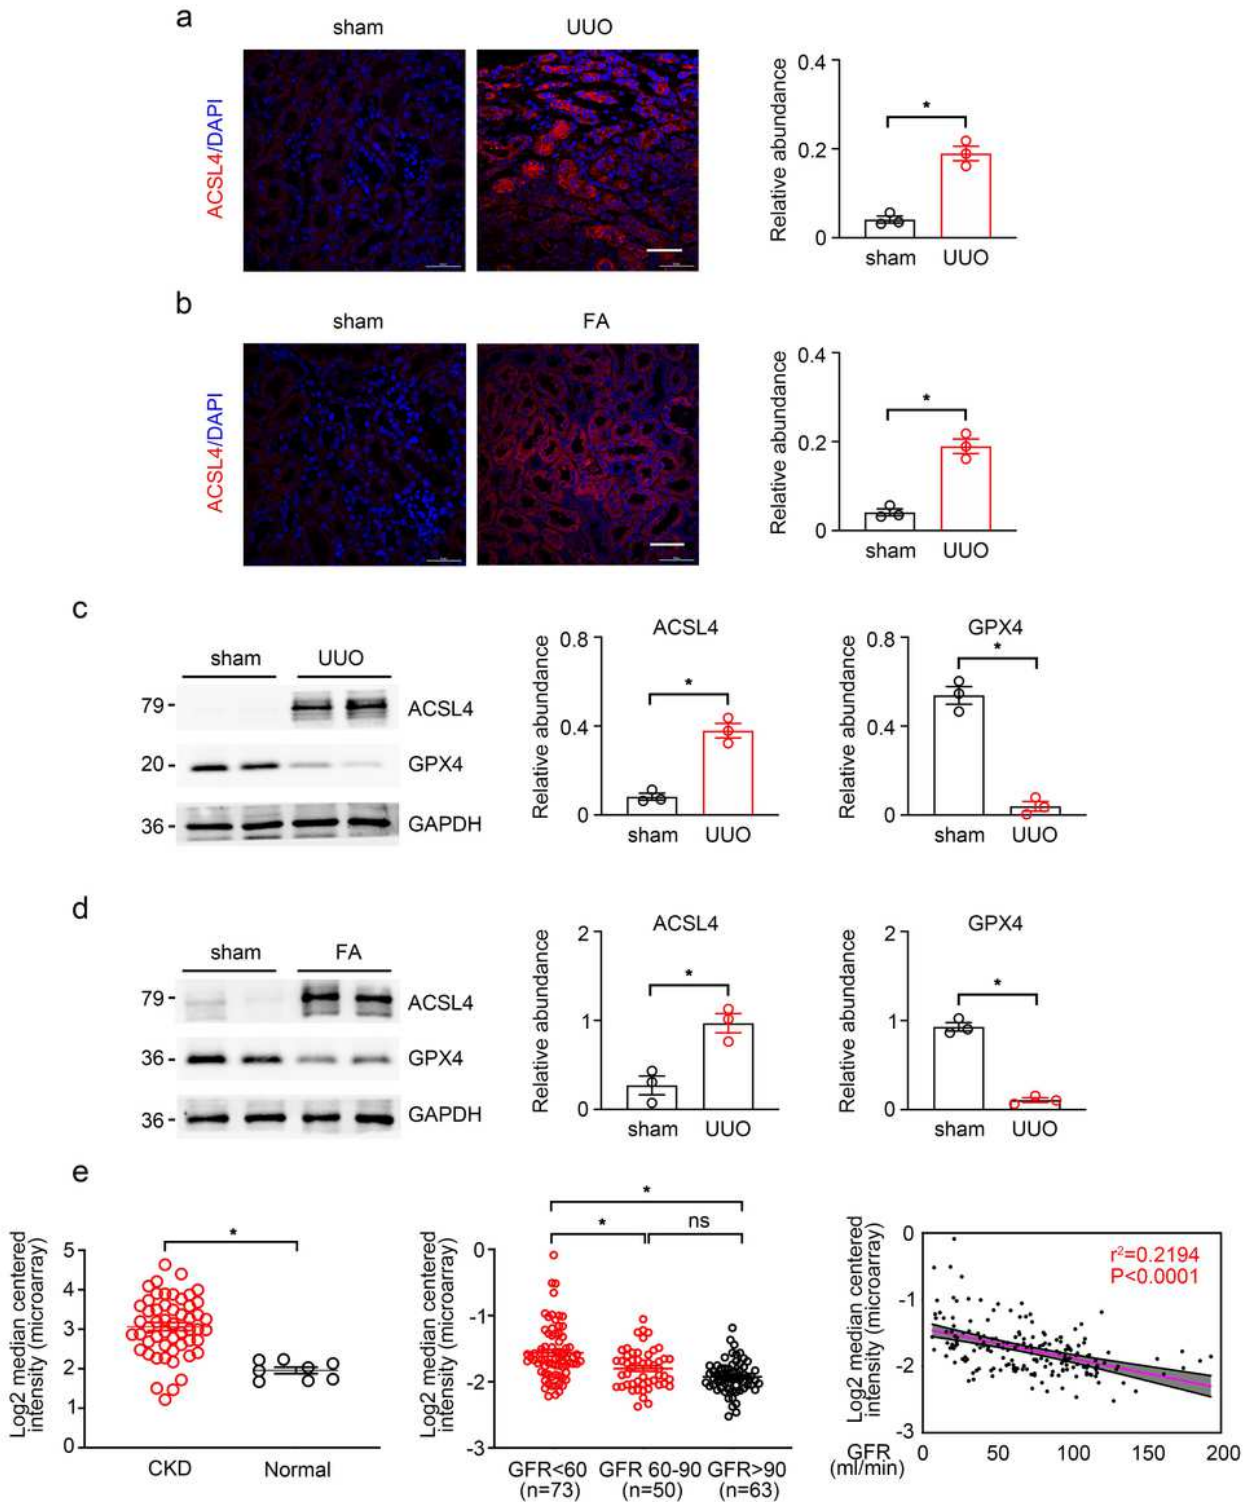 a
sham
UUO
ACSL4/DAPI
Relative abundance
0.4
0.2
0
*
sham
UUO
b
sham
FA
ACSL4/DAPI
Relative abundance
0.4
0.2
0
*
sham
UUO
c
sham
UUO
79
ACSL4
20
GPX4
36
GAPDH
ACSL4
Relative abundance
0.8
0.4
0
*
sham
UUO
GPX4
Relative abundance
0.8
0.4
0
*
sham
UUO
d
sham
FA
79
ACSL4
36
GPX4
36
GAPDH
ACSL4
Relative abundance
2
1
0
*
sham
UUO
GPX4
Relative abundance
2
1
0
*
sham
UUO
e
Log2 median centered
intensity (microarray)
5
4
3
2
1
0
*
CKD
Normal
Log2 median centered
intensity (microarray)
0
-1
-2
-3
*
*
ns
GFR<60
(n=73)
GFR 60-90
(n=50)
GFR>90
(n=63)
Log2 median centered
intensity (microarray)
-0
-1
-2
-3
r²=0.2194
P<0.0001
GFR
(ml/min)
0
50
100
150
200